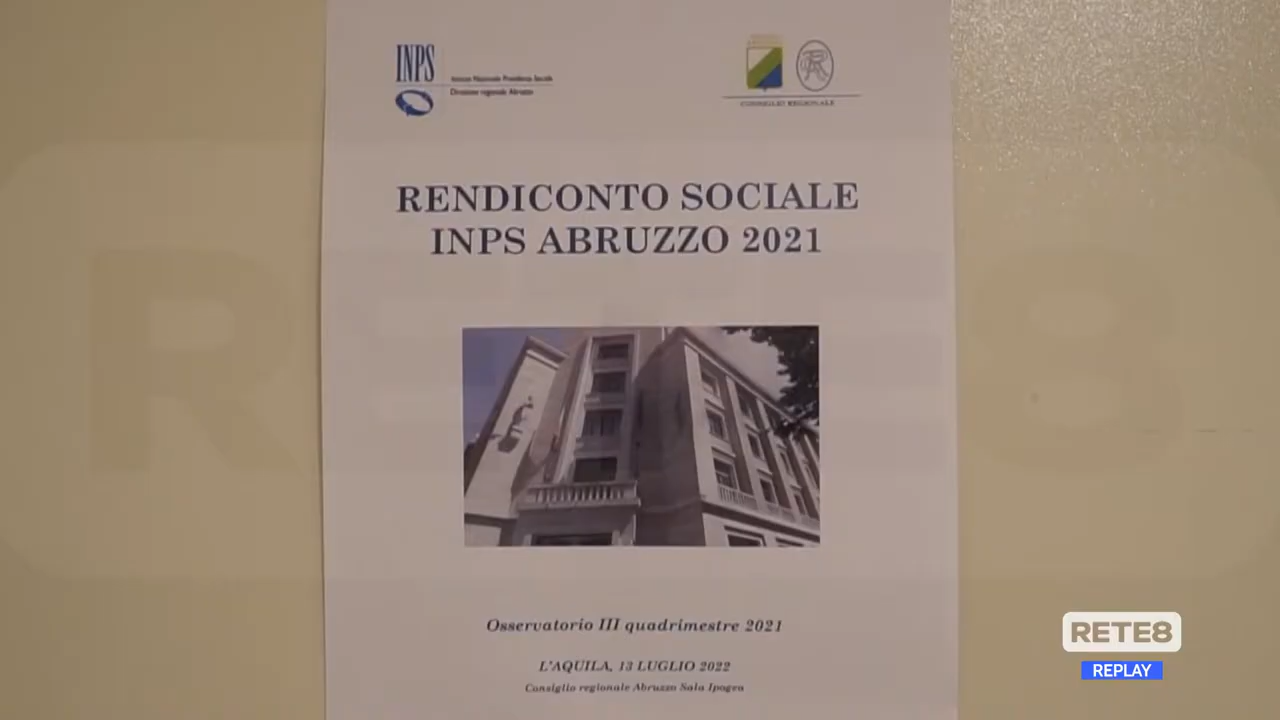 INPS
Istituto Nazionale Previdenza Sociale
Direzione regionale Abruzzo
CONSIGLIO REGIONALE
RENDICONTO SOCIALE
INPS ABRUZZO 2021
RETE8
Osservatorio III quadrimestre 2021
L'AQUILA, 13 LUGLIO 2022
Consiglio regionale Abruzzo Sala Ipogea
RETE8
REPLAY